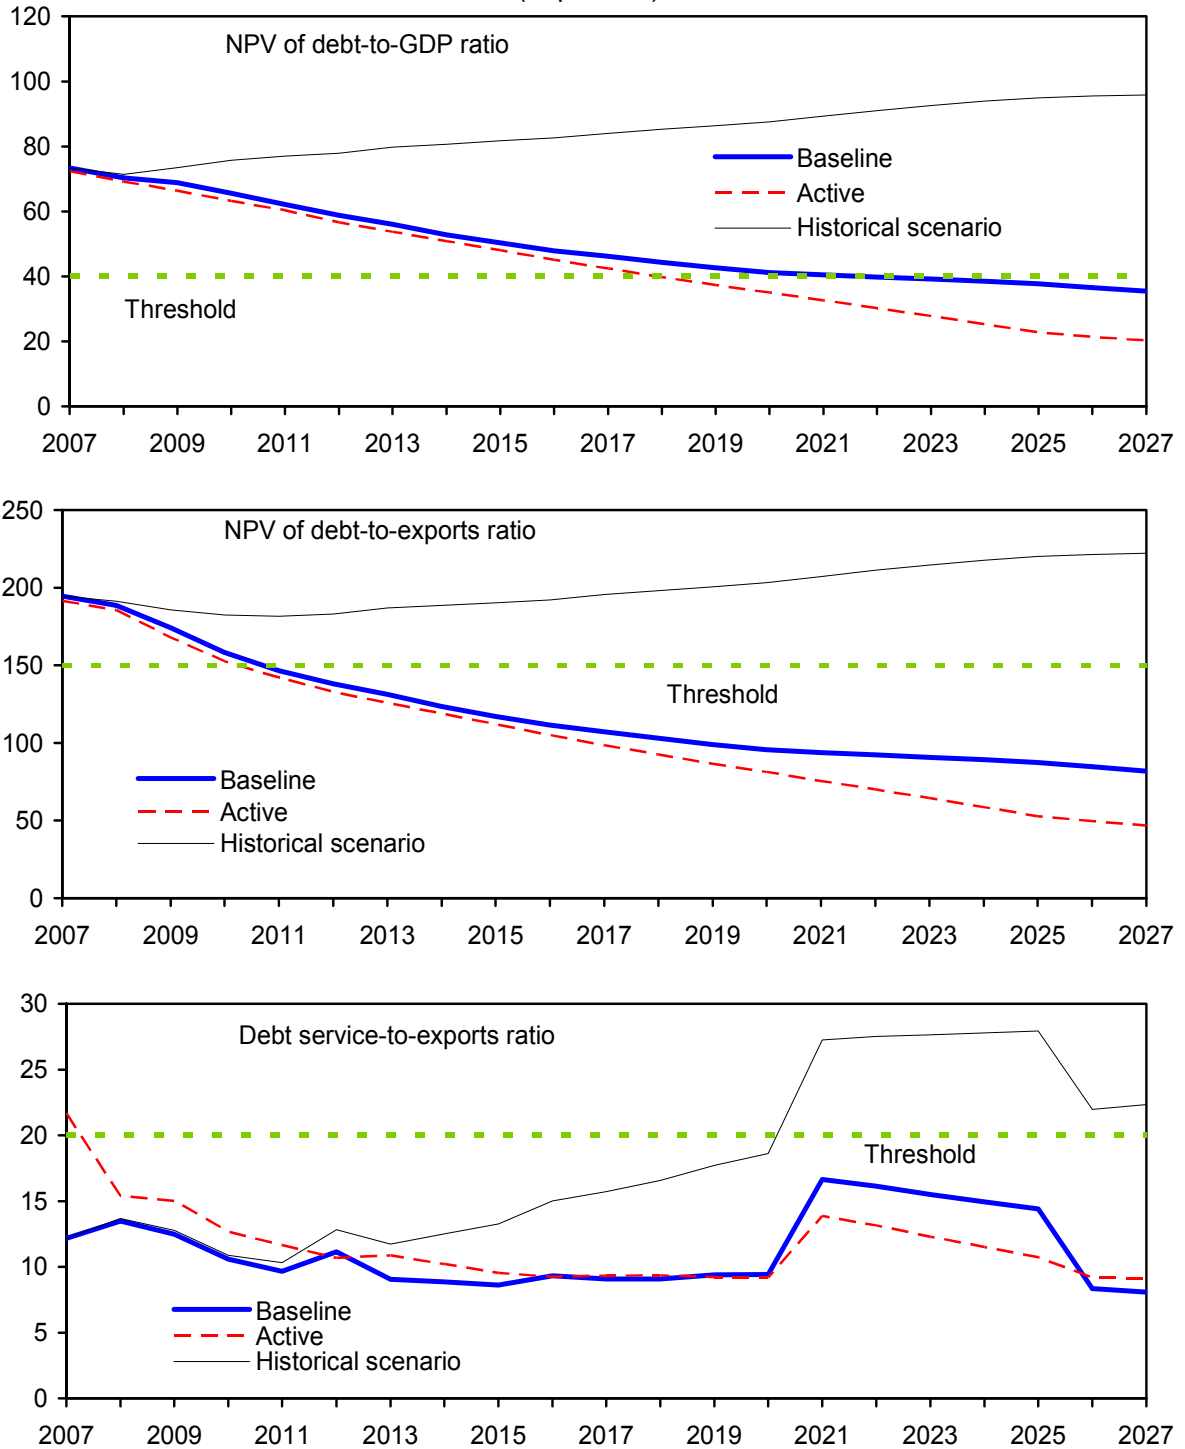 120
NPV of debt-to-GDP ratio
100
80
Baseline
Active
60
Historical scenario
40
Threshold
20
0
2007 2009 2011 2013 2015 2017 2019 2021 2023 2025 2027
250
NPV of debt-to-exports ratio
200
150
Threshold
100
Baseline
Active
50
Historical scenario
0
2007 2009 2011 2013 2015 2017 2019 2021 2023 2025 2027
30
Debt service-to-exports ratio
25
20
Threshold
15
10
Baseline
5
Active
Historical scenario
0
2007 2009 2011 2013 2015 2017 2019 2021 2023 2025 2027